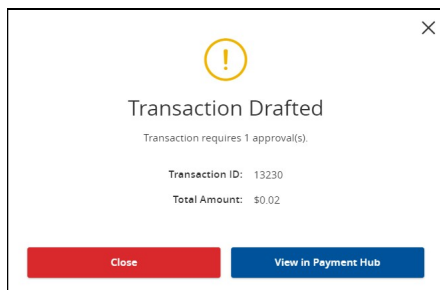 Transaction Drafted
Transaction requires 1 approval(s).
Transaction ID: 13230
Total Amount: $0.02
Close View in Payment Hub